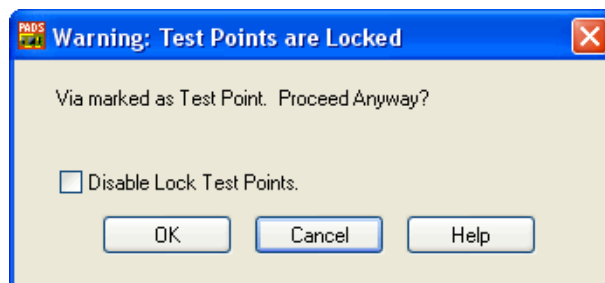 PADS
Warning: Test Points are Locked
Via marked as Test Point. Proceed Anyway?
Disable Lock Test Points.
OK
Cancel
Help